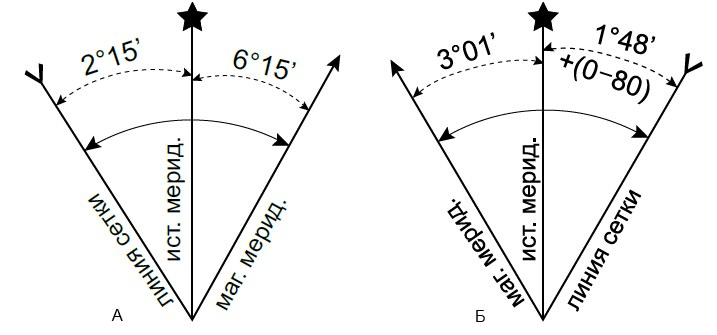 2°15’
6°15’
линия сетки
ист. мерид.
маг. мерид.
А
3°01’
1°48’
+(0–80)
маг. мерид.
ист. мерид.
линия сетки
Б